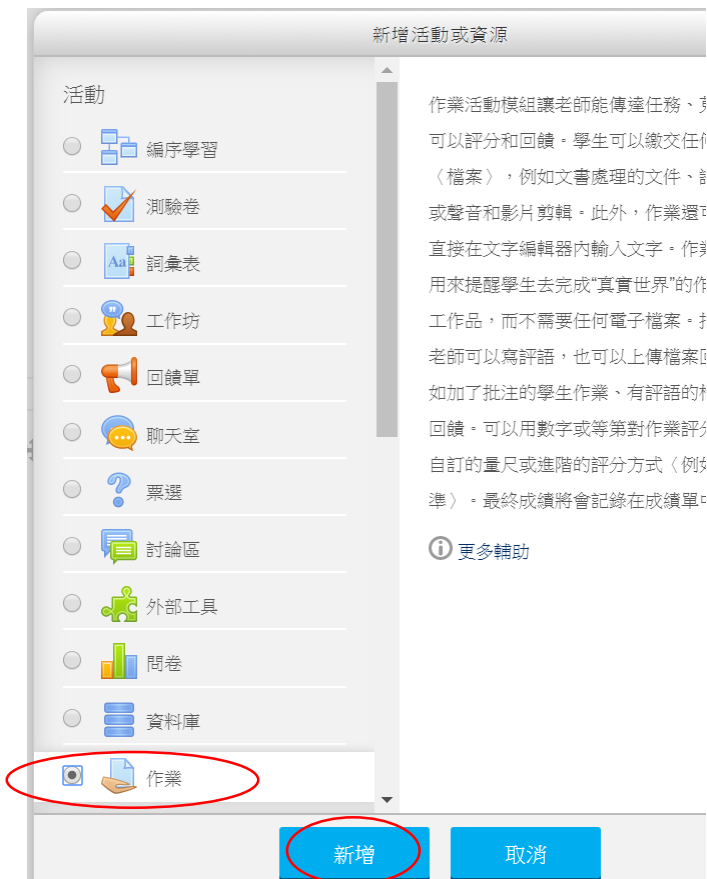 新增活動或資源
活動
編序學習
測驗卷
Aa
詞彙表
工作坊
回饋單
聊天室
票選
討論區
外部工具
問卷
資料庫
作業
作業活動模組讓老師能傳達任務、
可以評分和回饋。學生可以繳交任
〈檔案〉，例如文書處理的文件、
或聲音和影片剪輯。此外，作業還
直接在文字編輯器內輸入文字。作
用來提醒學生去完成“真實世界”的作
工作品，而不需要任何電子檔案。
老師可以寫評語，也可以上傳檔案
如加了批注的學生作業、有評語的
回饋。可以用數字或等第對作業評
自訂的量尺或進階的評分方式〈例
準〉。最終成績將會記錄在成績單
更多輔助
新增
取消